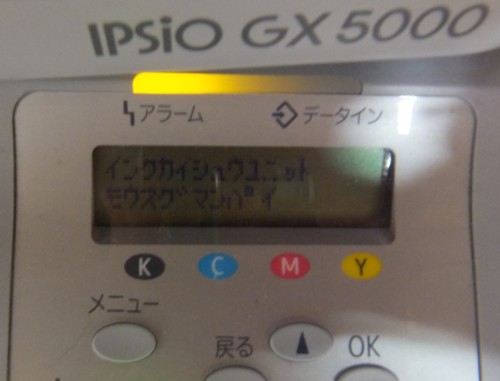 IPSiO GX 5000
アラーム データイン
インクカイシュウユニット
モウスグ マンパイ
K C M Y
メニュー
戻る OK